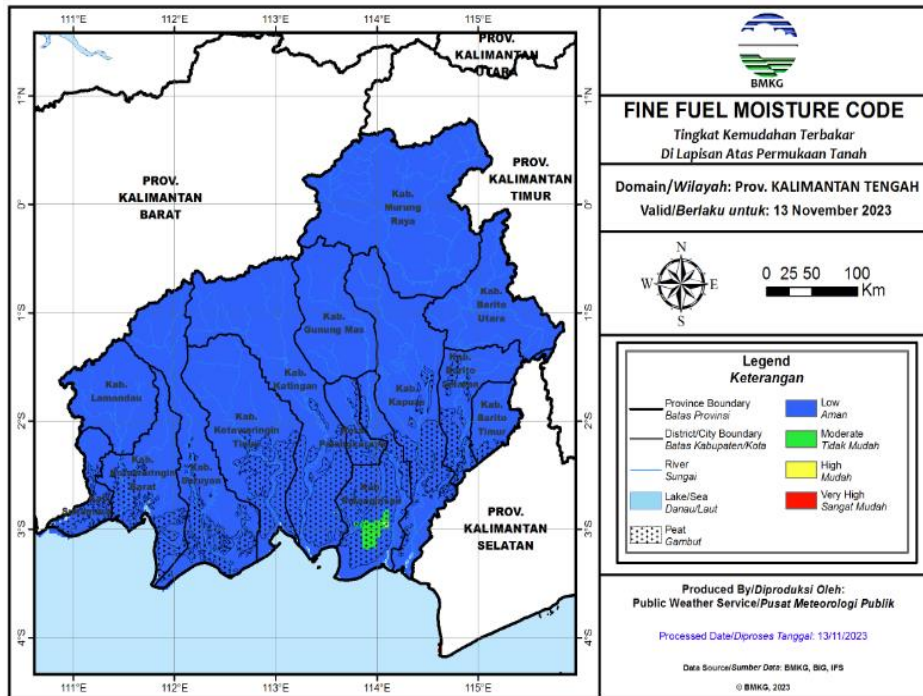 111°E 112°E 113°E 114°E 115°E
PROV.
KALIMANTAN
UTARA
1°N
PROV.
KALIMANTAN
BARAT
PROV.
KALIMANTAN
TIMUR
Kab.
Murung
Raya
0°
Kab.
Barito
Utara
1°S
Kab.
Gunung Mas
Kab.
Barito
Selatan
Kab.
Katingan
Kab.
Lamandau
Kab.
Kapuas
2°S
Kab.
Kotawaringin
Timur
Kab.
Barito
Timur
Kab.
Kotawaringin
Barat
Kab.
Seruyan
Kab.
PROV.
KALIMANTAN
SELATAN
3°S
4°S
111°E 112°E 113°E 114°E 115°E
1°N
0°
1°S
2°S
3°S
4°S
BMKG
FINE FUEL MOISTURE CODE
Tingkat Kemudahan Terbakar
Di Lapisan Atas Permukaan Tanah
Domain/Wilayah: Prov. KALIMANTAN TENGAH
Valid/Berlaku untuk: 13 November 2023
N
W E
S
0 25 50 100
Km
Legend
Keterangan
Province Boundary
Batas Provinsi
District/City Boundary
Batas Kabupaten/Kota
River
Sungai
Lake/Sea
Danau/Laut
Peat
Gambut
Low
Aman
Moderate
Tidak Mudah
High
Mudah
Very High
Sangat Mudah
Produced By/Diproduksi Oleh:
Public Weather Service/Pusat Meteorologi Publik
Processed Date/Diproses Tanggal: 13/11/2023
Data Source/Sumber Data: BMKG, BIG, IFS
© BMKG, 2023